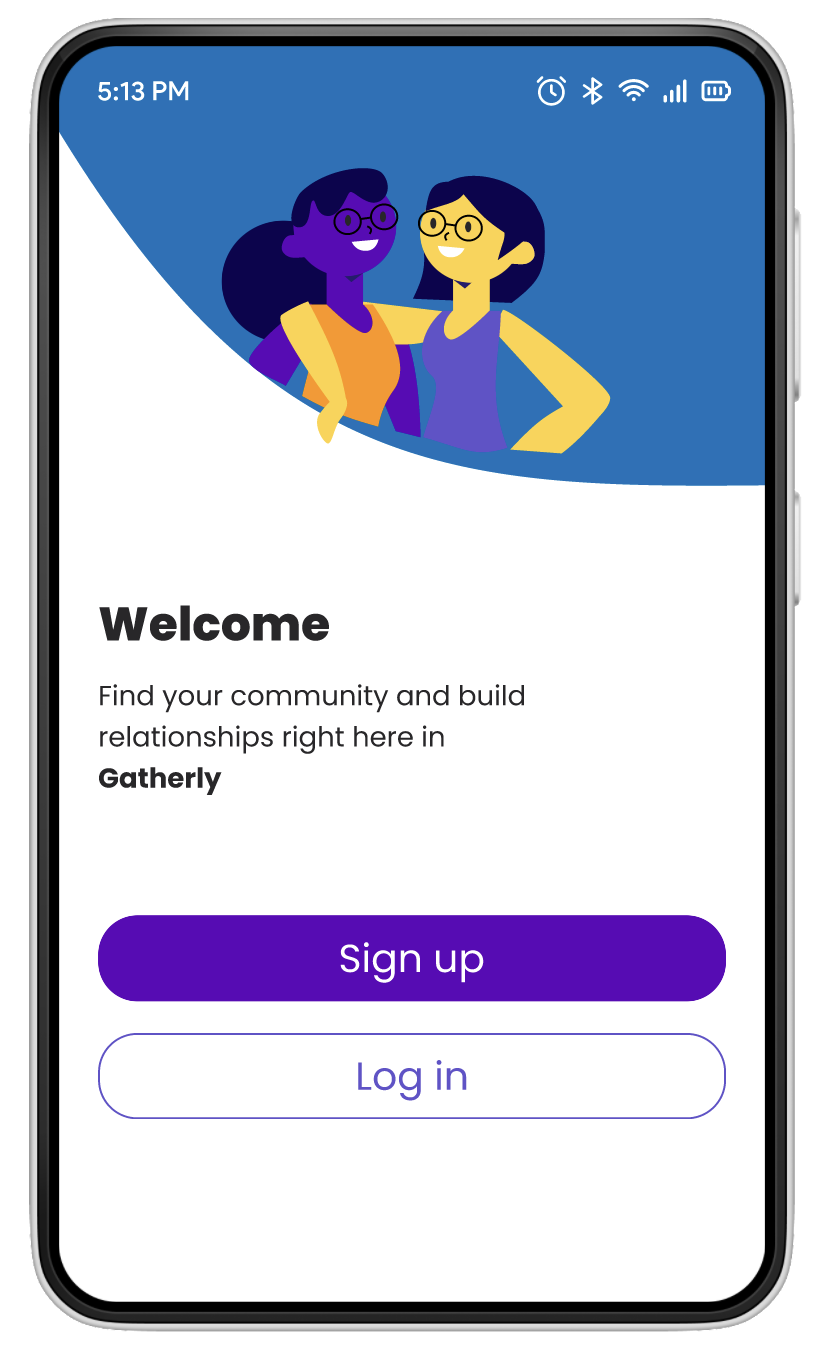 5:13 PM
Welcome
Find your community and build
relationships right here in
Gatherly
Sign up
Log in